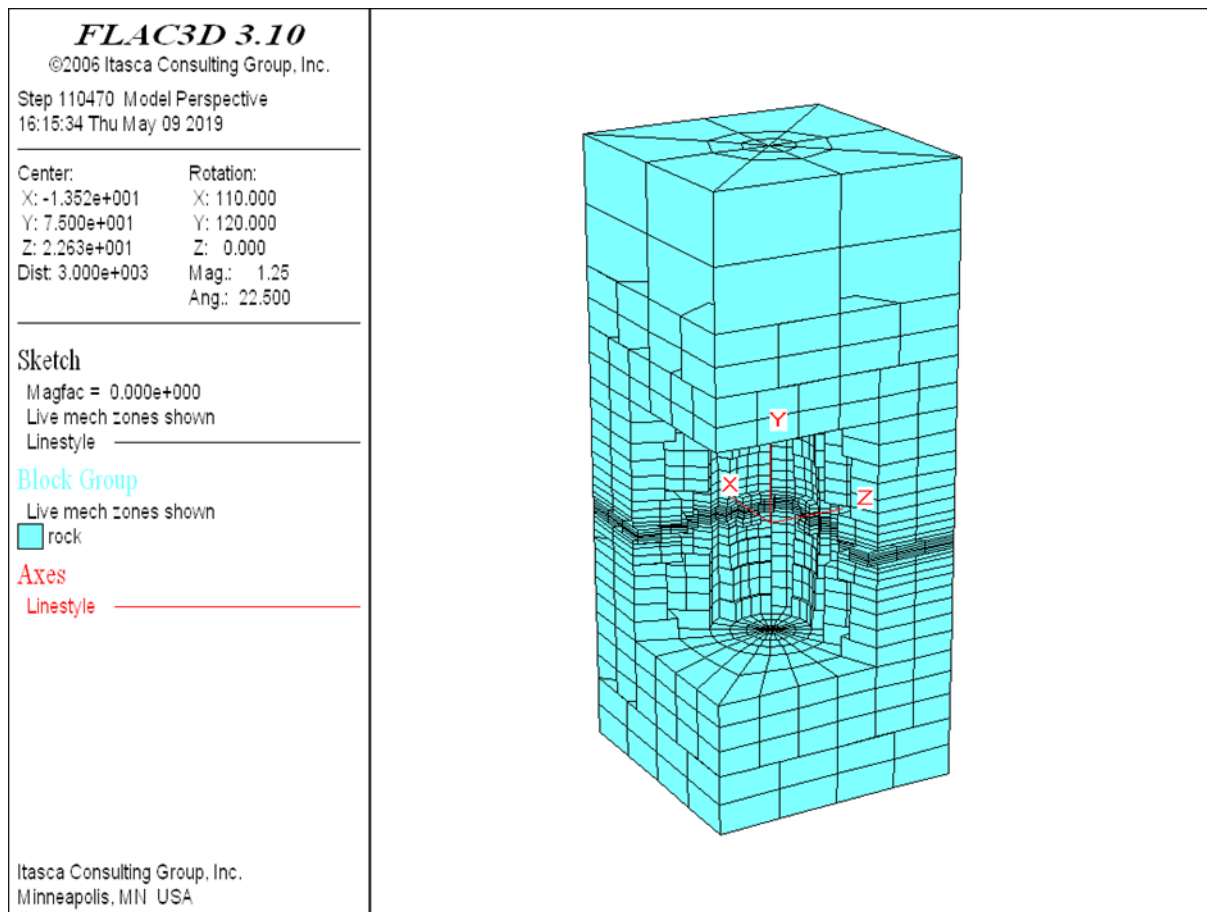 FLAC3D 3.10
©2006 Itasca Consulting Group, Inc.
Step 110470 Model Perspective
16:15:34 Thu May 09 2019
Center: Rotation:
X: -1.352e+001 X: 110.000
Y: 7.500e+001 Y: 120.000
Z: 2.263e+001 Z: 0.000
Dist: 3.000e+003 Mag.: 1.25
Ang.: 22.500
Sketch
Magfac = 0.000e+000
Live mech zones shown
Linestyle
Block Group
Live mech zones shown
rock
Axes
Linestyle
Itasca Consulting Group, Inc.
Minneapolis, MN USA
Y
X
Z